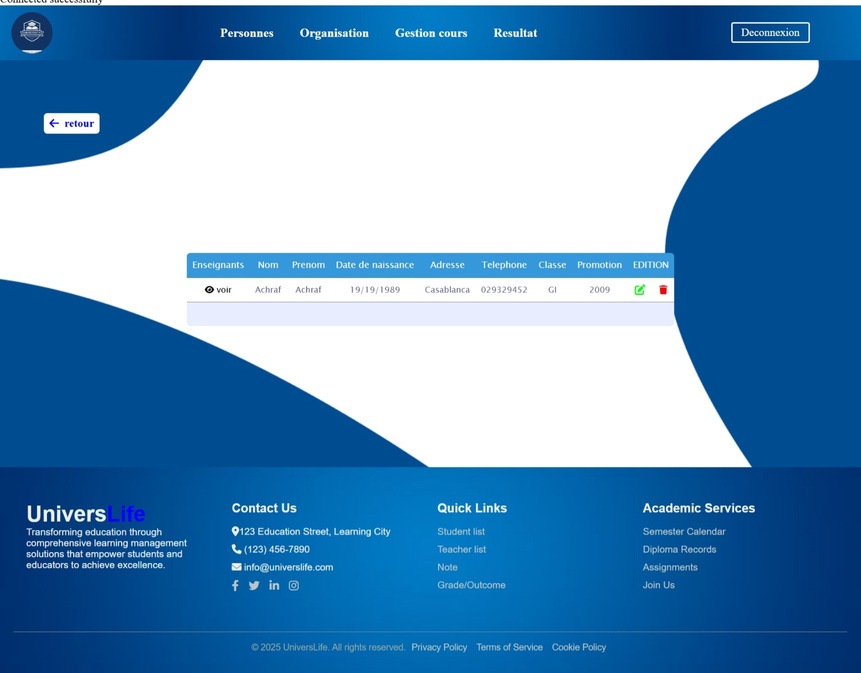 Connected successfully
Personnes Organisation Gestion cours Resultat Deconnexion
retour
Enseignants Nom Prenom Date de naissance Adresse Telephone Classe Promotion EDITION
voir Achraf Achraf 19/19/1989 Casablanca 029329452 GI 2009
UniversLife
Transforming education through
comprehensive learning management
solutions that empower students and
educators to achieve excellence.
Contact Us
123 Education Street, Learning City
(123) 456-7890
info@universlife.com
Quick Links
Student list
Teacher list
Note
Grade/Outcome
Academic Services
Semester Calendar
Diploma Records
Assignments
Join Us
© 2025 UniversLife. All rights reserved. Privacy Policy Terms of Service Cookie Policy